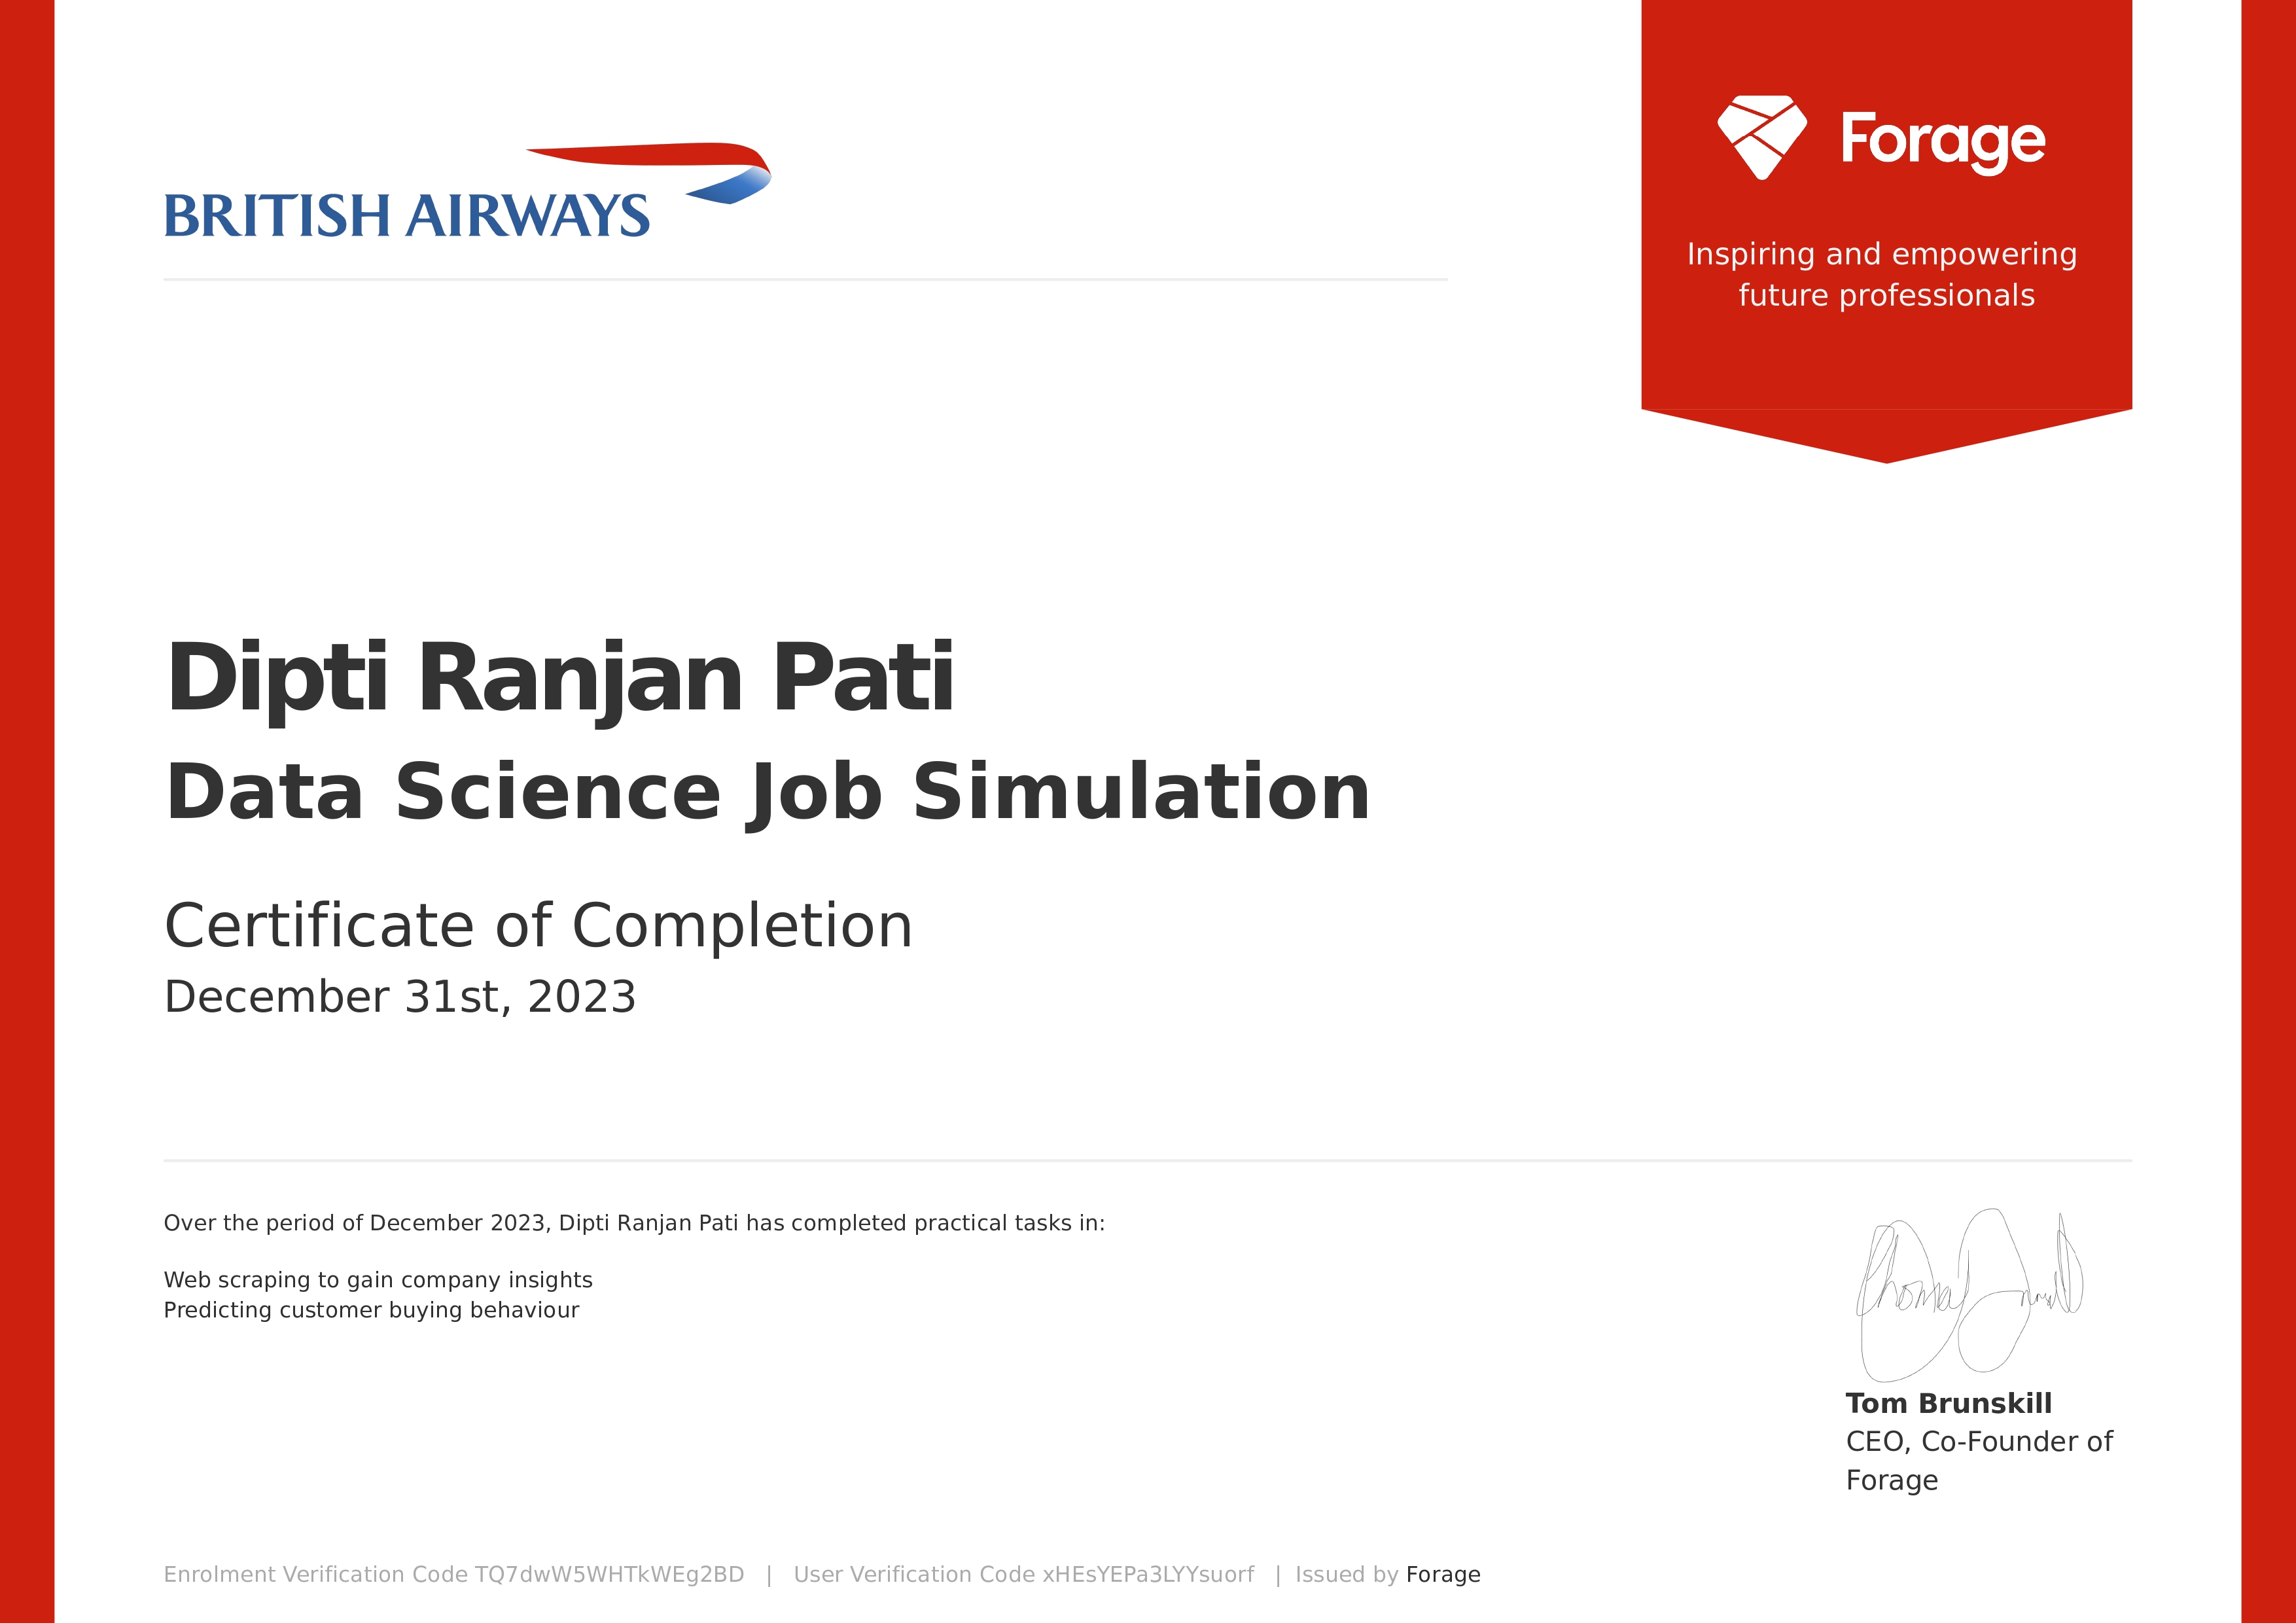 BRITISH AIRWAYS
Forage
Inspiring and empowering
future professionals
Dipti Ranjan Pati
Data Science Job Simulation
Certificate of Completion
December 31st, 2023
Over the period of December 2023, Dipti Ranjan Pati has completed practical tasks in:
Web scraping to gain company insights
Predicting customer buying behaviour
Tom Brunskill
CEO, Co-Founder of
Forage
Enrolment Verification Code TQ7dwW5WHTkWEg2BD | User Verification Code xHEsYEPa3LYYsuorf | Issued by Forage